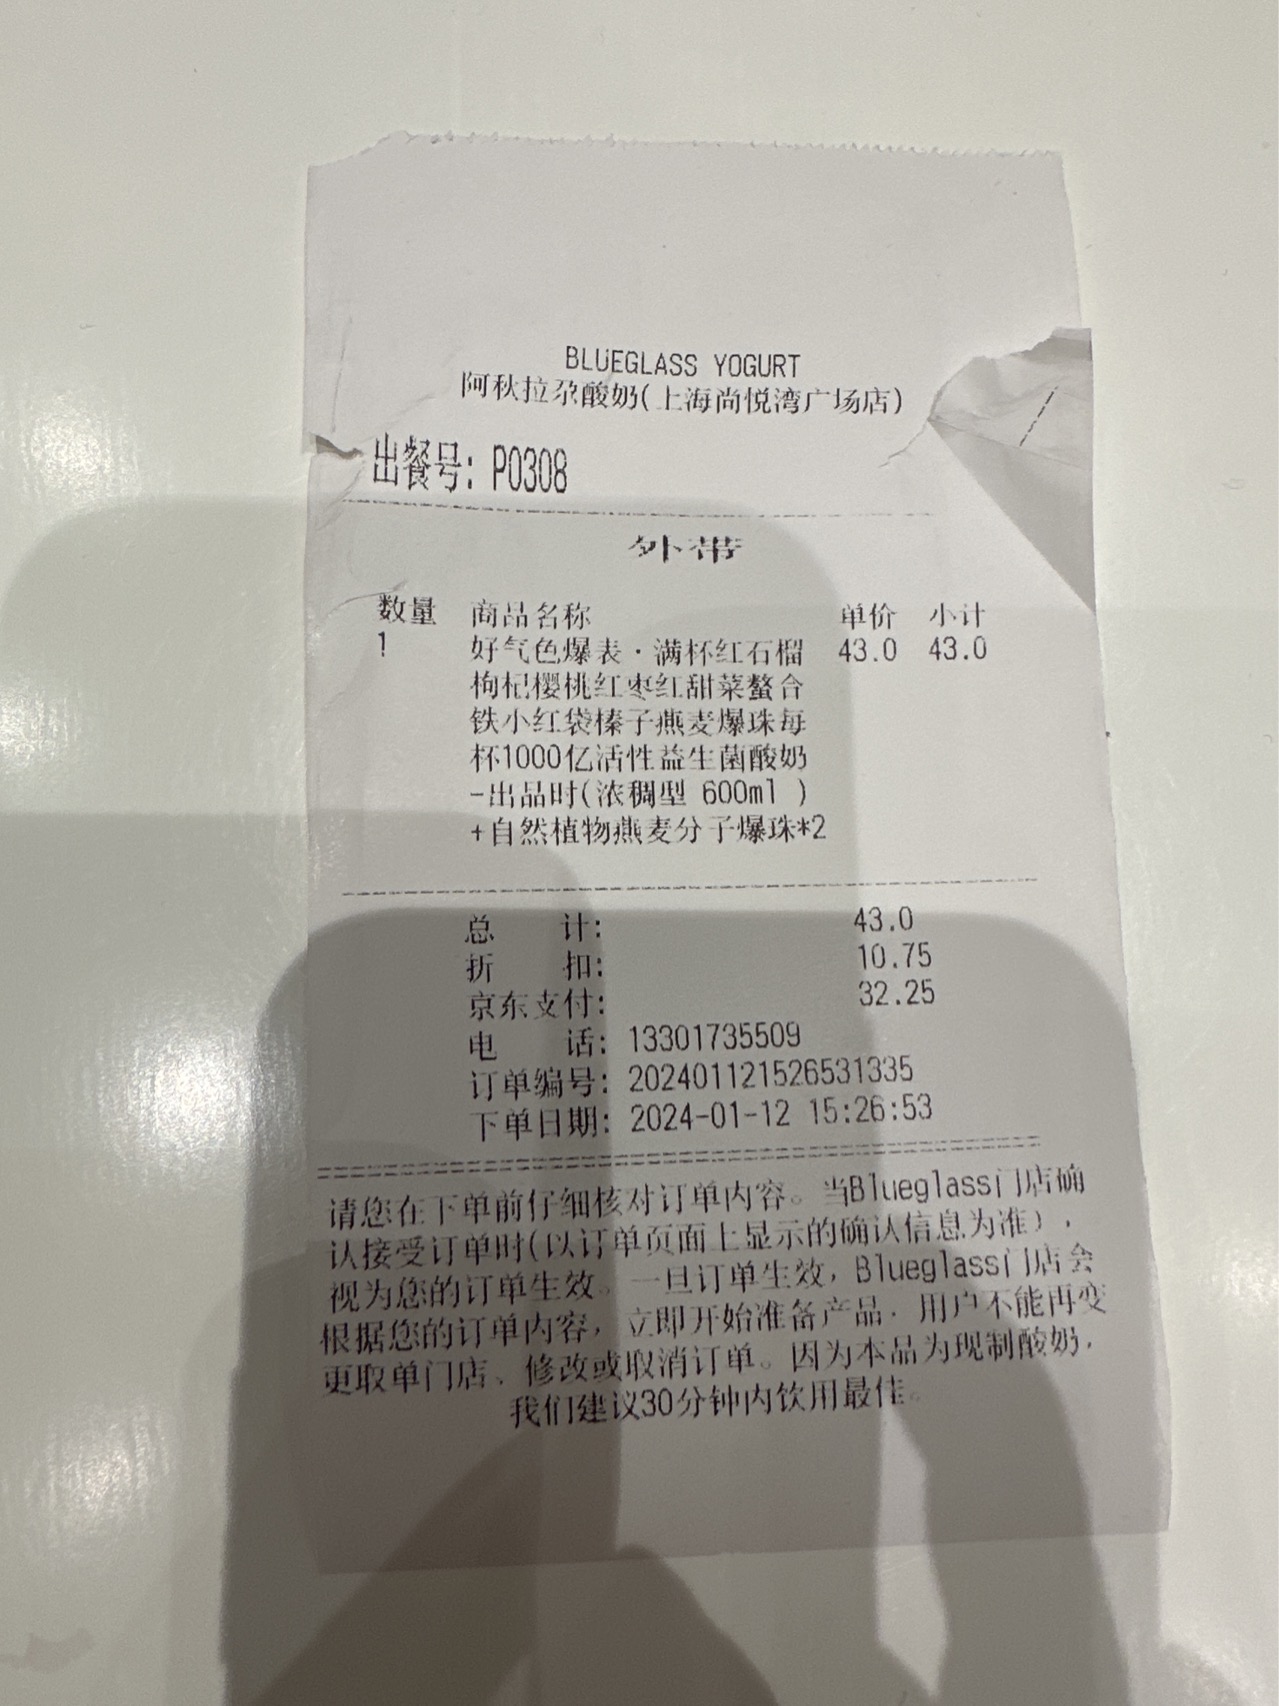 BLUEGLASS YOGURT
阿秋拉尕酸奶(上海尚悦湾广场店)
出餐号: P0308
外带
数量 商品名称 单价 小计
1 好气色爆表·满杯红石榴 43.0 43.0
枸杞樱桃红枣红甜菜螯合
铁小红袋榛子燕麦爆珠每
杯1000亿活性益生菌酸奶
-出品时(浓稠型 600ml )
+自然植物燕麦分子爆珠*2
总 计: 43.0
折 扣: 10.75
京东支付: 32.25
电 话: 13301735509
订单编号: 202401121526531335
下单日期: 2024-01-12 15:26:53
请您在下单前仔细核对订单内容。当Blueglass门店确
认接受订单时(以订单页面上显示的确认信息为准),
视为您的订单生效。一旦订单生效, Blueglass门店会
根据您的订单内容, 立即开始准备产品, 用户不能再变
更取单门店、修改或取消订单。因为本品为现制酸奶,
我们建议30分钟内饮用最佳。